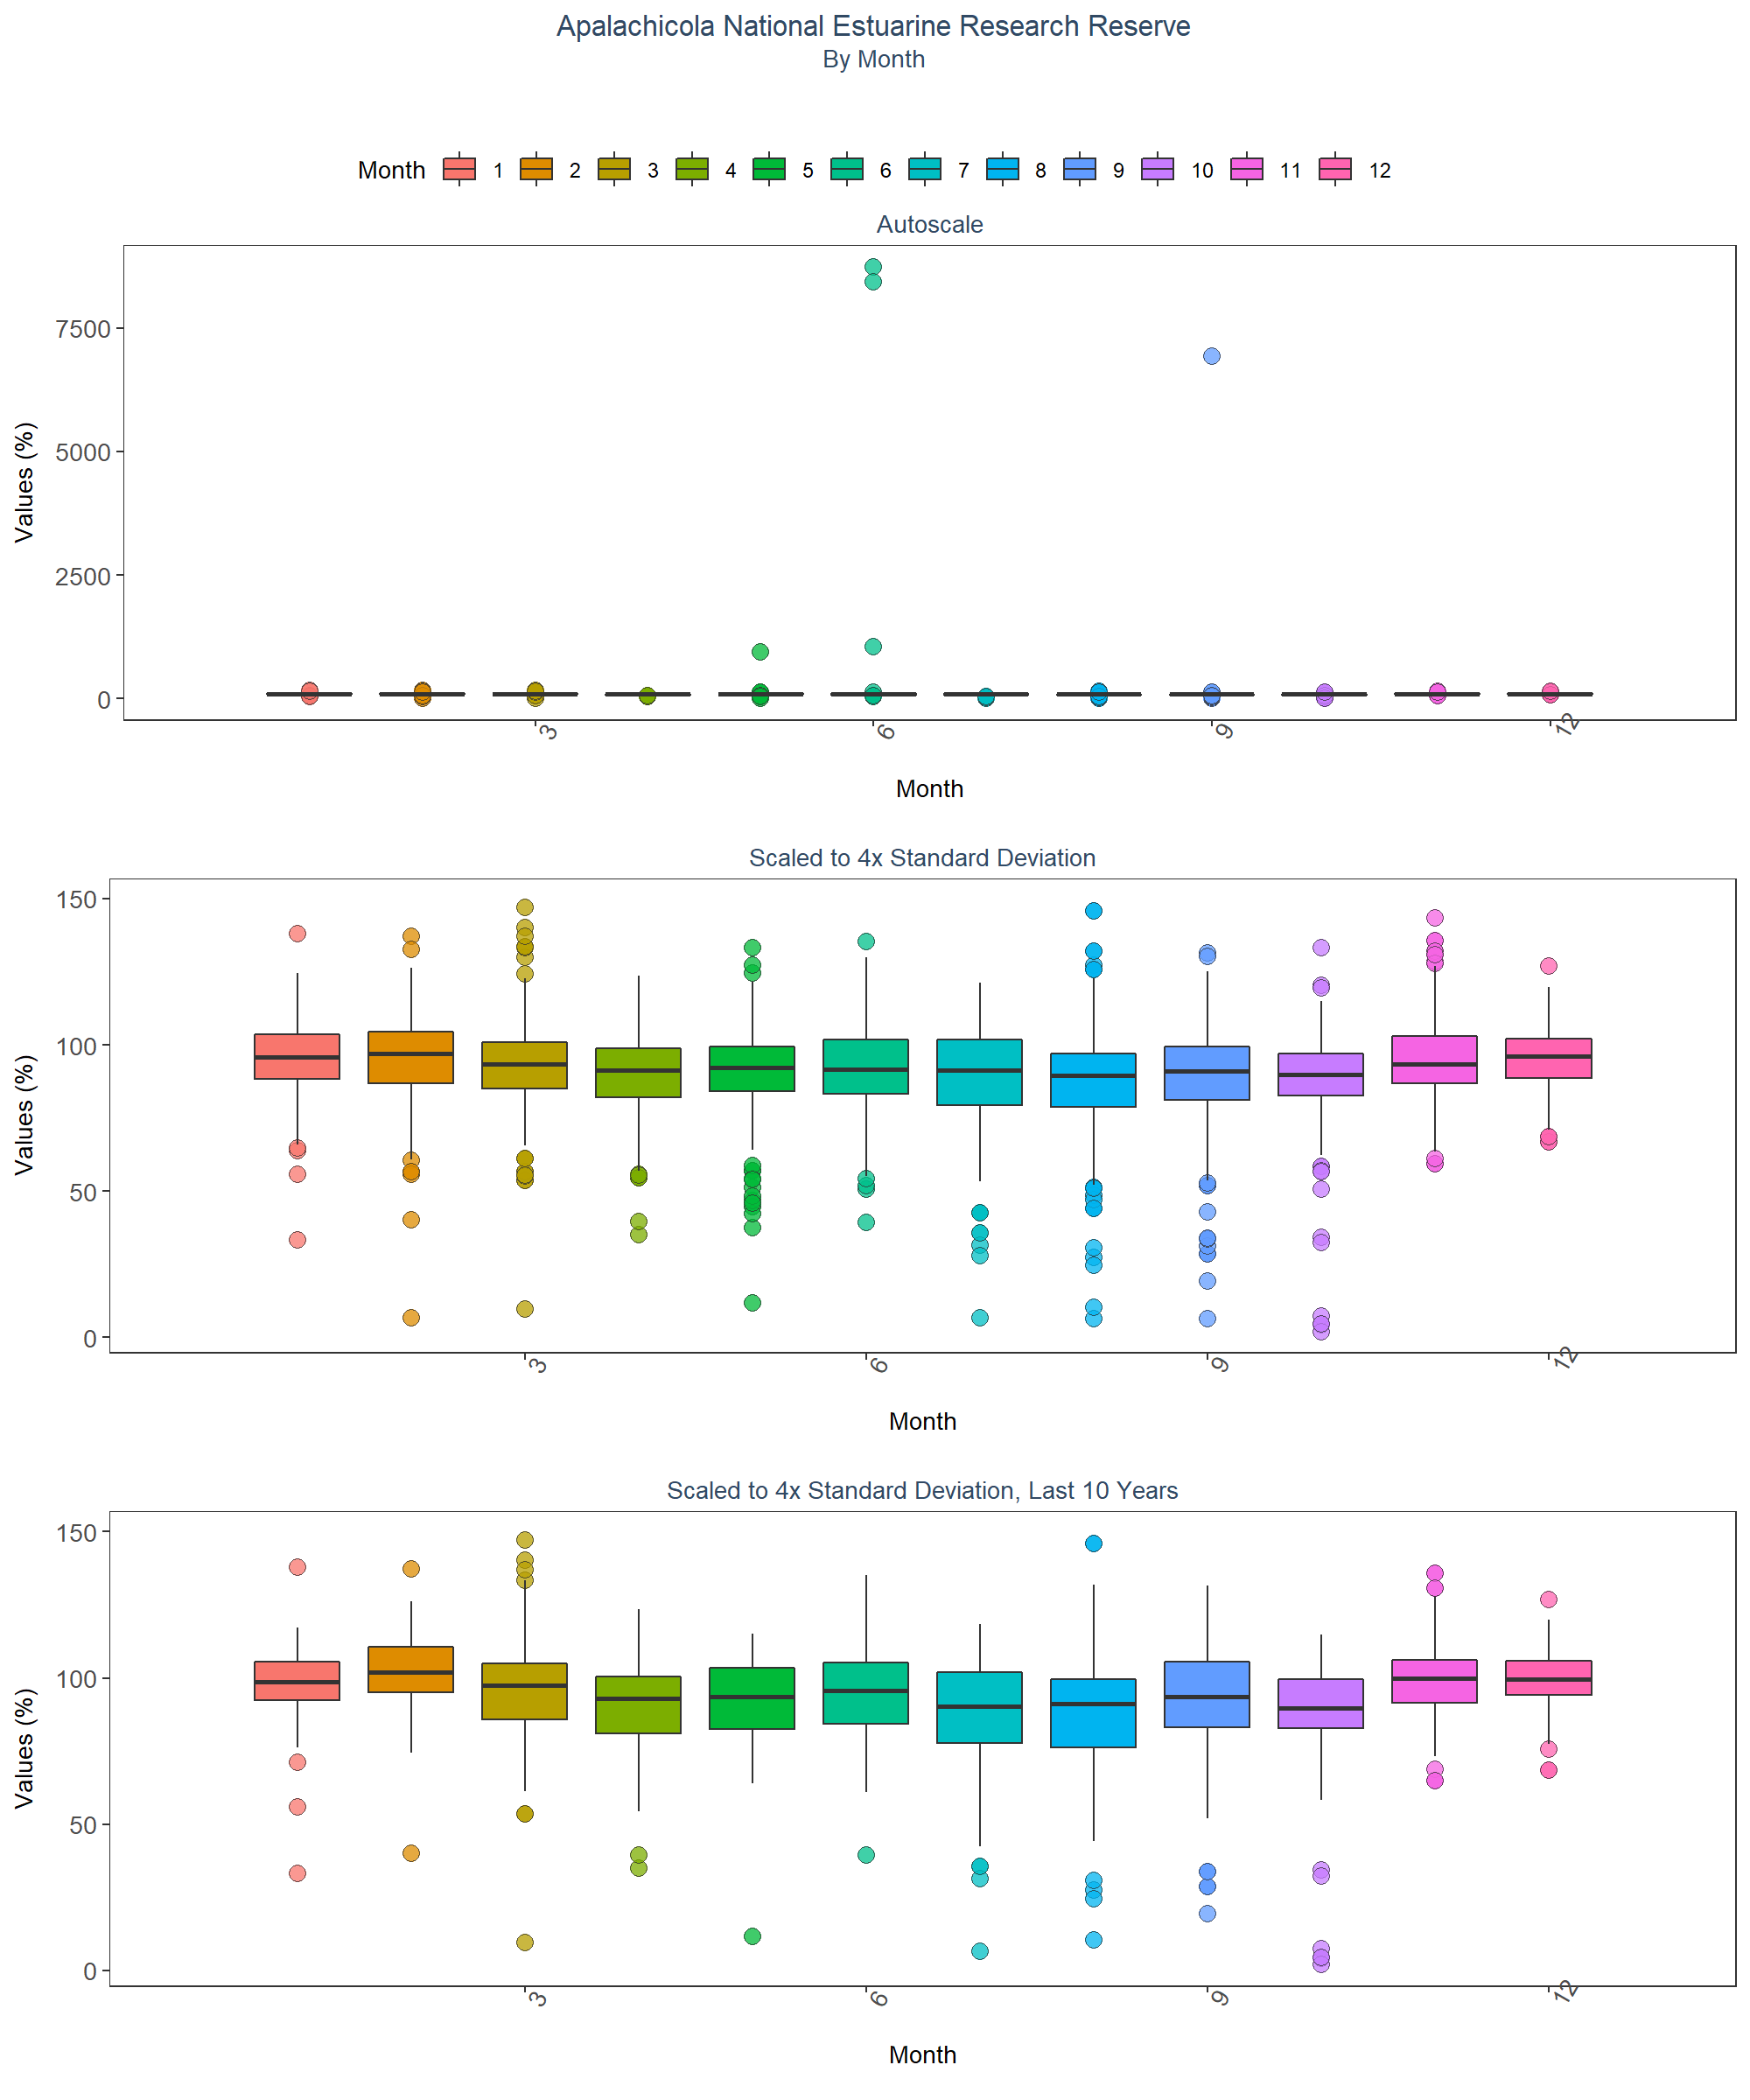 Apalachicola National Estuarine Research Reserve
By Month
Month 1 2 3 4 5 6 7 8 9 10 11 12
Autoscale
Values (%)
7500
5000
2500
0
3 6 9 12
Month
Scaled to 4x Standard Deviation
Values (%)
150
100
50
0
3 6 9 12
Month
Scaled to 4x Standard Deviation, Last 10 Years
Values (%)
150
100
50
0
3 6 9 12
Month